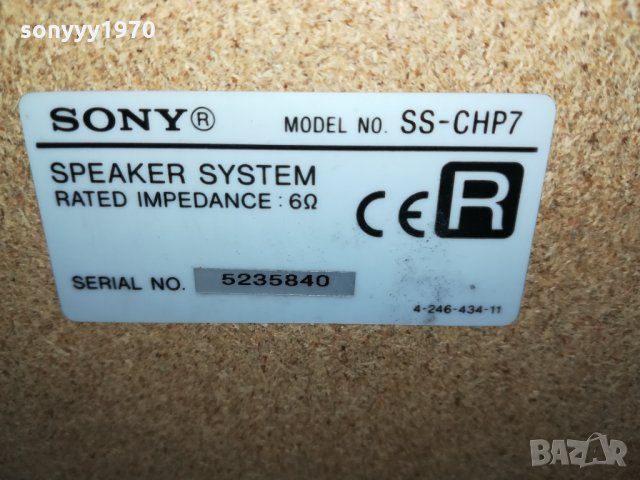 sonyyy1970
SONY® MODEL NO. SS-CHP7
SPEAKER SYSTEM
RATED IMPEDANCE : 6Ω
CE R
SERIAL NO. 5235840
4-246-434-11
BAZAR